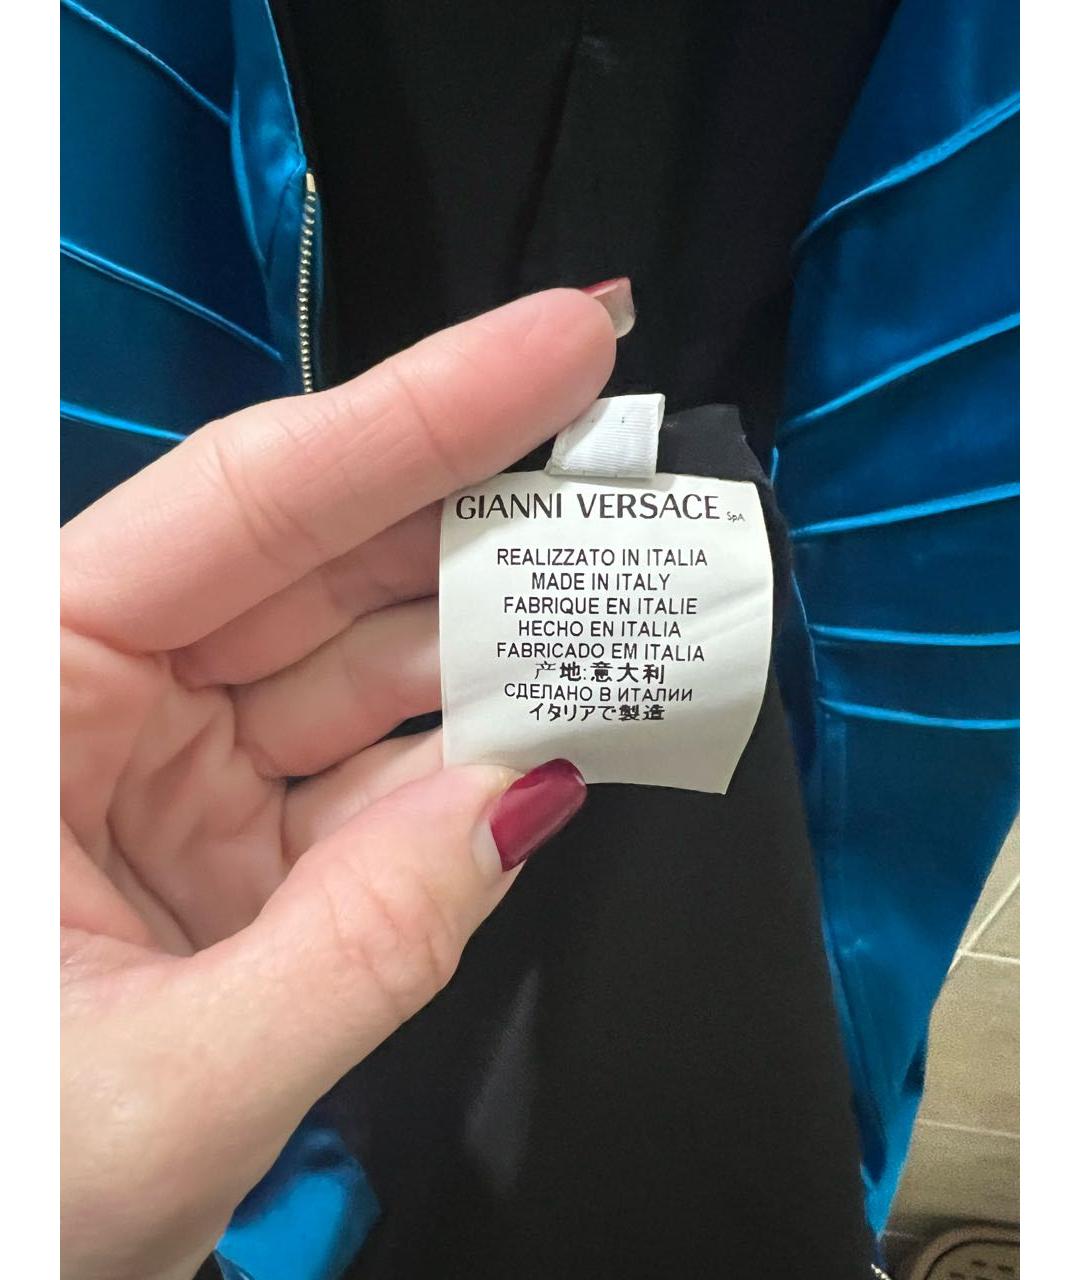 GIANNI VERSACE SpA
REALIZZATO IN ITALIA
MADE IN ITALY
FABRIQUE EN ITALIE
HECHO EN ITALIA
FABRICADO EM ITALIA
产地:意大利
СДЕЛАНО В ИТАЛИИ
イタリアで製造